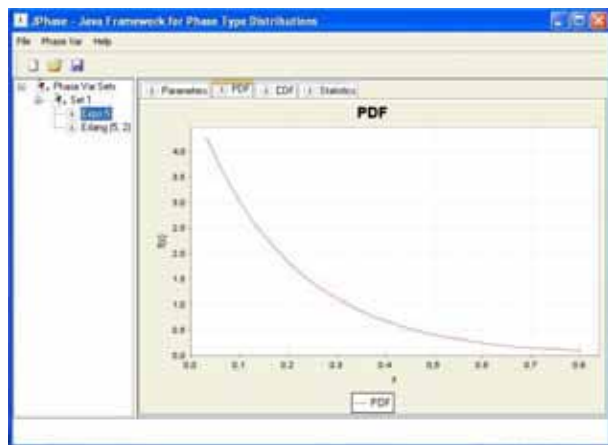 JPhase - Java Framework for Phase Type Distributions
File Phase Var Help
Phase Var Sets
Set 1
Expo 5
Erlang (5, 2)
Parameters PDF CDF Statistics
PDF
4.0
3.5
3.0
2.5
2.0
1.5
1.0
0.5
0.0
f(x)
0.0 0.1 0.2 0.3 0.4 0.5 0.6 0.7 0.8
x
PDF